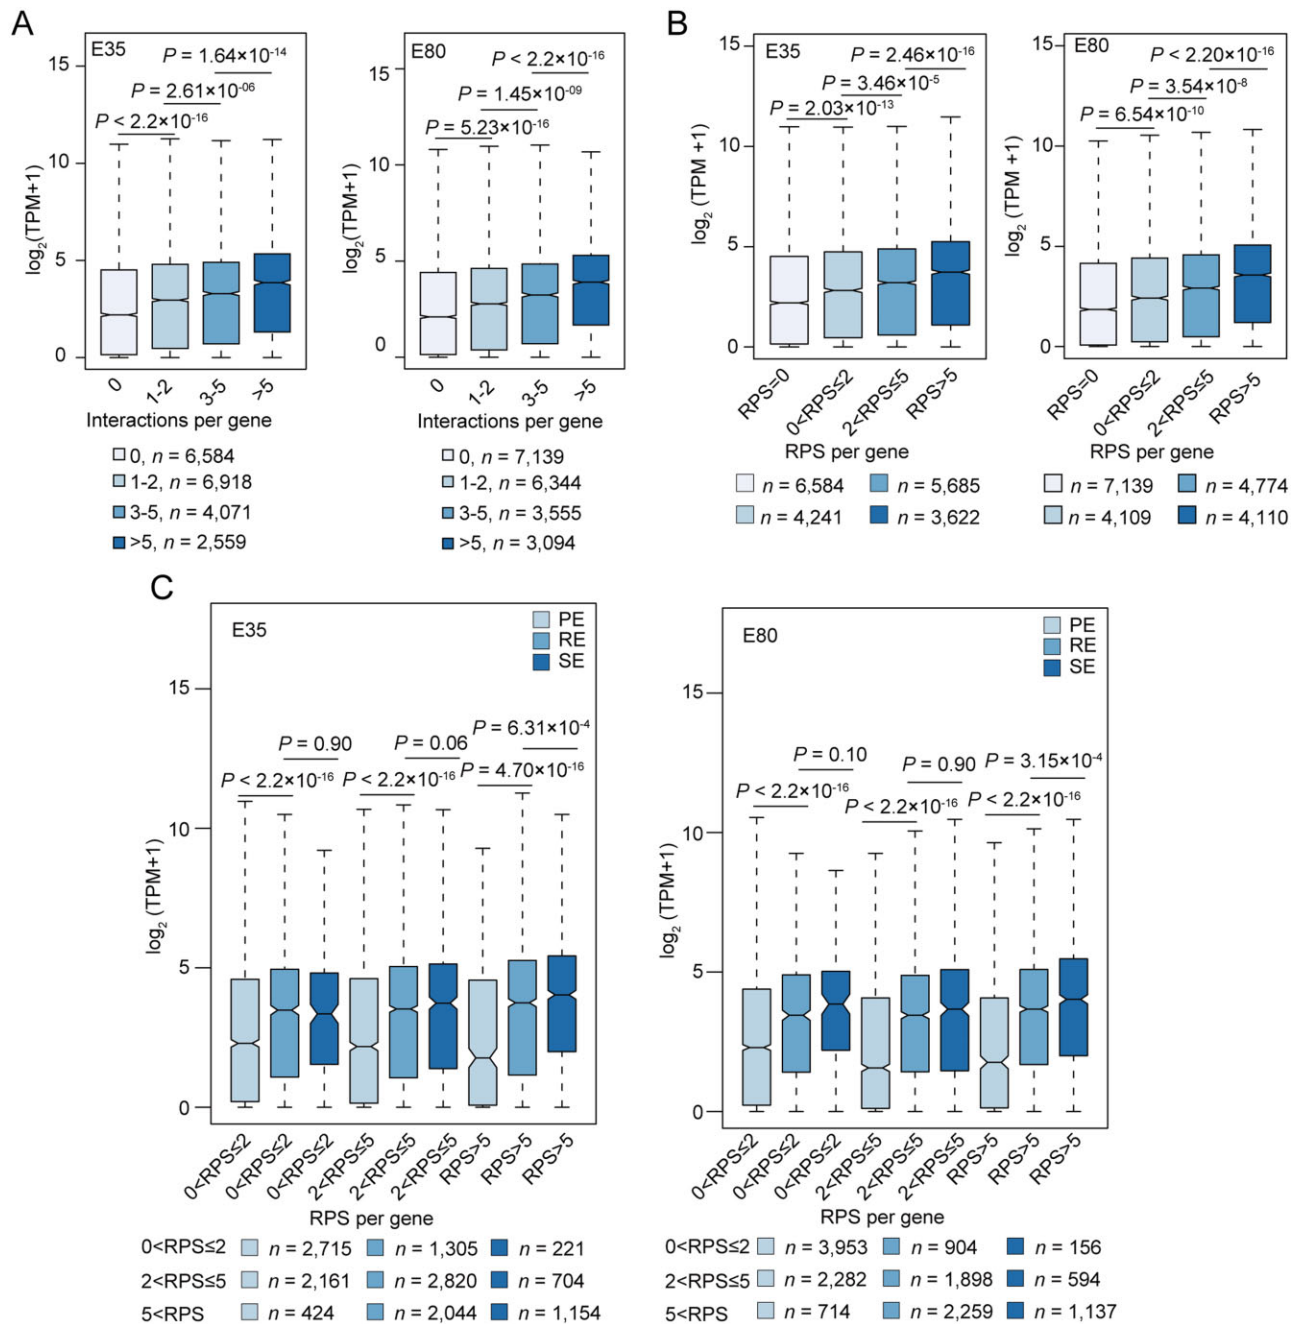 A
E35
P = 1.64×10-14
P = 2.61×10-06
P < 2.2×10-16
15
10
5
0
log2(TPM+1)
0
1-2
3-5
>5
Interactions per gene
0, n = 6,584
1-2, n = 6,918
3-5, n = 4,071
>5, n = 2,559
E80
P < 2.2×10-16
P = 1.45×10-09
P = 5.23×10-16
15
10
5
0
log2(TPM+1)
0
1-2
3-5
>5
Interactions per gene
0, n = 7,139
1-2, n = 6,344
3-5, n = 3,555
>5, n = 3,094
B
E35
P = 2.46×10-16
P = 3.46×10-5
P = 2.03×10-13
15
10
5
0
log2 (TPM +1)
RPS=0
0<RPS≤2
2<RPS≤5
RPS>5
RPS per gene
n = 6,584
n = 5,685
n = 4,241
n = 3,622
E80
P < 2.20×10-16
P = 3.54×10-8
P = 6.54×10-10
15
10
5
0
log2 (TPM +1)
RPS=0
0<RPS≤2
2<RPS≤5
RPS>5
RPS per gene
n = 7,139
n = 4,774
n = 4,109
n = 4,110
C
E35
PE
RE
SE
P = 6.31×10-4
P = 0.90
P = 0.06
P < 2.2×10-16
P < 2.2×10-16
P = 4.70×10-16
15
10
5
0
log2 (TPM+1)
0<RPS≤2
0<RPS≤2
0<RPS≤2
2<RPS≤5
2<RPS≤5
2<RPS≤5
RPS>5
RPS>5
RPS>5
RPS per gene
0<RPS≤2 n = 2,715 n = 1,305 n = 221
2<RPS≤5 n = 2,161 n = 2,820 n = 704
5<RPS n = 424 n = 2,044 n = 1,154
E80
PE
RE
SE
P = 0.10
P = 0.90
P = 3.15×10-4
P < 2.2×10-16
P < 2.2×10-16
P < 2.2×10-16
15
10
5
0
log2 (TPM+1)
0<RPS≤2
0<RPS≤2
0<RPS≤2
2<RPS≤5
2<RPS≤5
2<RPS≤5
RPS>5
RPS>5
RPS>5
RPS per gene
0<RPS≤2 n = 3,953 n = 904 n = 156
2<RPS≤5 n = 2,282 n = 1,898 n = 594
5<RPS n = 714 n = 2,259 n = 1,137